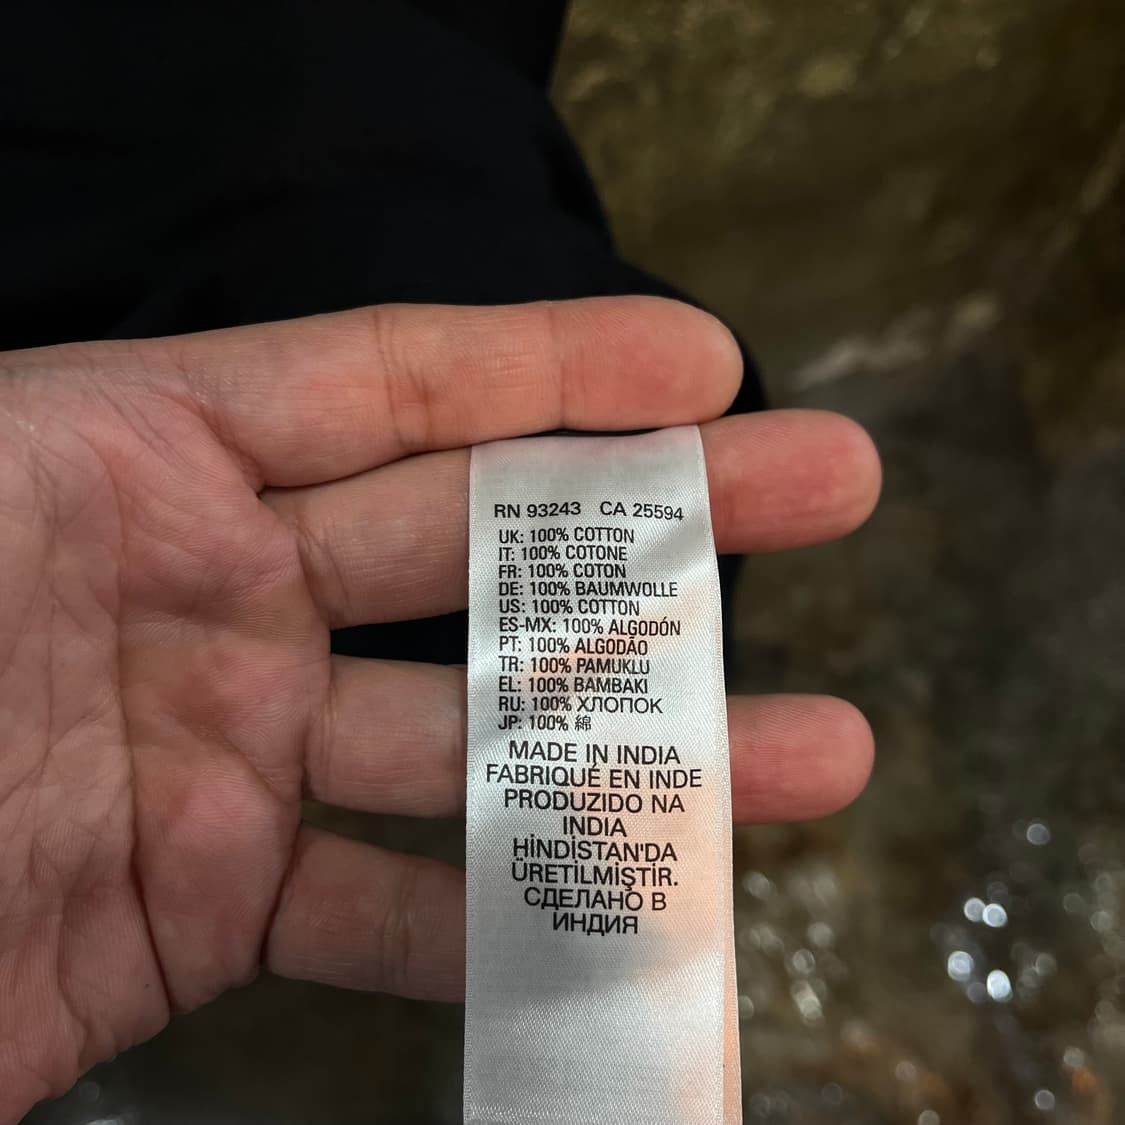 RN 93243 CA 25594
UK: 100% COTTON
IT: 100% COTONE
FR: 100% COTON
DE: 100% BAUMWOLLE
US: 100% COTTON
ES-MX: 100% ALGODÓN
PT: 100% ALGODÃO
TR: 100% PAMUKLU
EL: 100% ΒΑΜΒΑΚΙ
RU: 100% ХЛОПОК
JP: 100% 綿
MADE IN INDIA
FABRIQUÉ EN INDE
PRODUZIDO NA
INDIA
HİNDİSTAN'DA
ÜRETİLMİŞTİR.
СДЕЛАНО В
ИНДИЯ